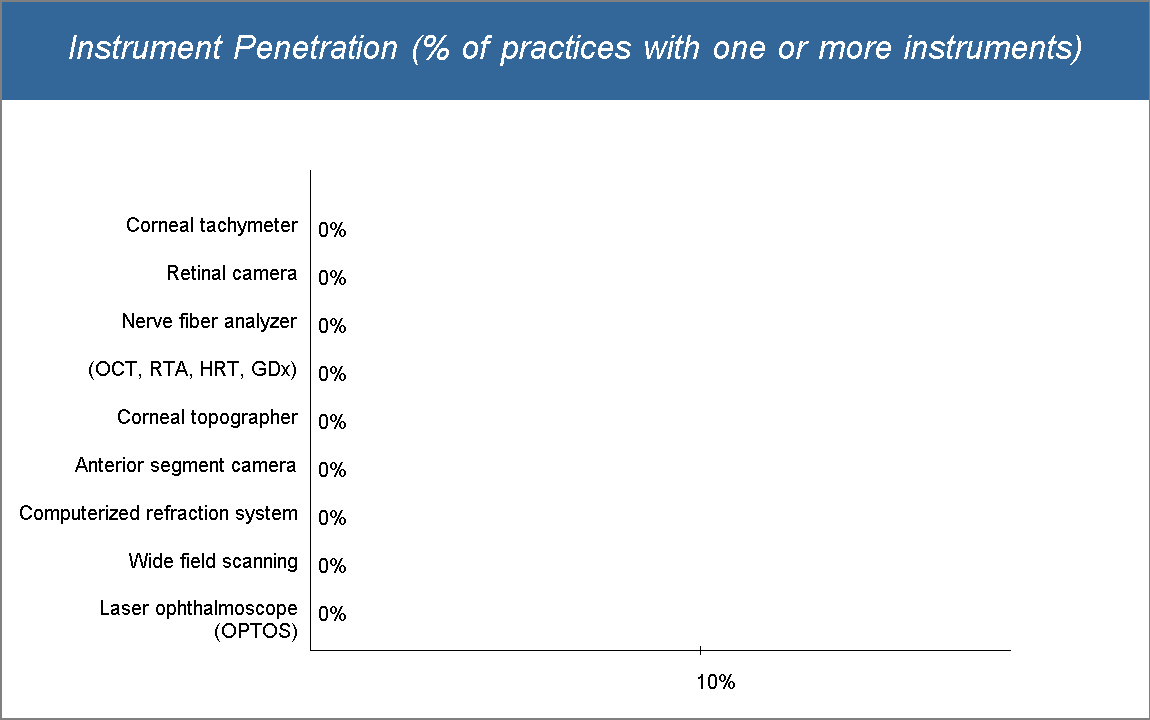 Instrument Penetration (% of practices with one or more instruments)
Corneal tachymeter 0%
Retinal camera 0%
Nerve fiber analyzer 0%
(OCT, RTA, HRT, GDx) 0%
Corneal topographer 0%
Anterior segment camera 0%
Computerized refraction system 0%
Wide field scanning 0%
Laser ophthalmoscope 0%
(OPTOS)
10%